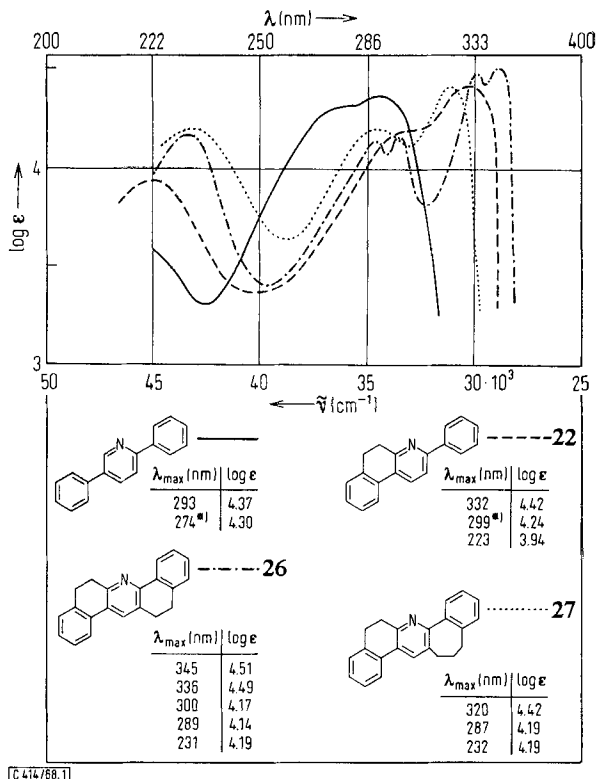 λ(nm) →
200 222 250 286 333 400
4
3
log ε →
50 45 40 35 30·10³ 25
← ν̃(cm⁻¹)
N
λmax(nm) log ε
293 4.37
274*) 4.30
22
N
λmax(nm) log ε
332 4.42
299*) 4.24
223 3.94
26
N
λmax(nm) log ε
345 4.51
336 4.49
300 4.17
289 4.14
231 4.19
27
N
λmax(nm) log ε
320 4.42
287 4.19
232 4.19
C 414/68.1